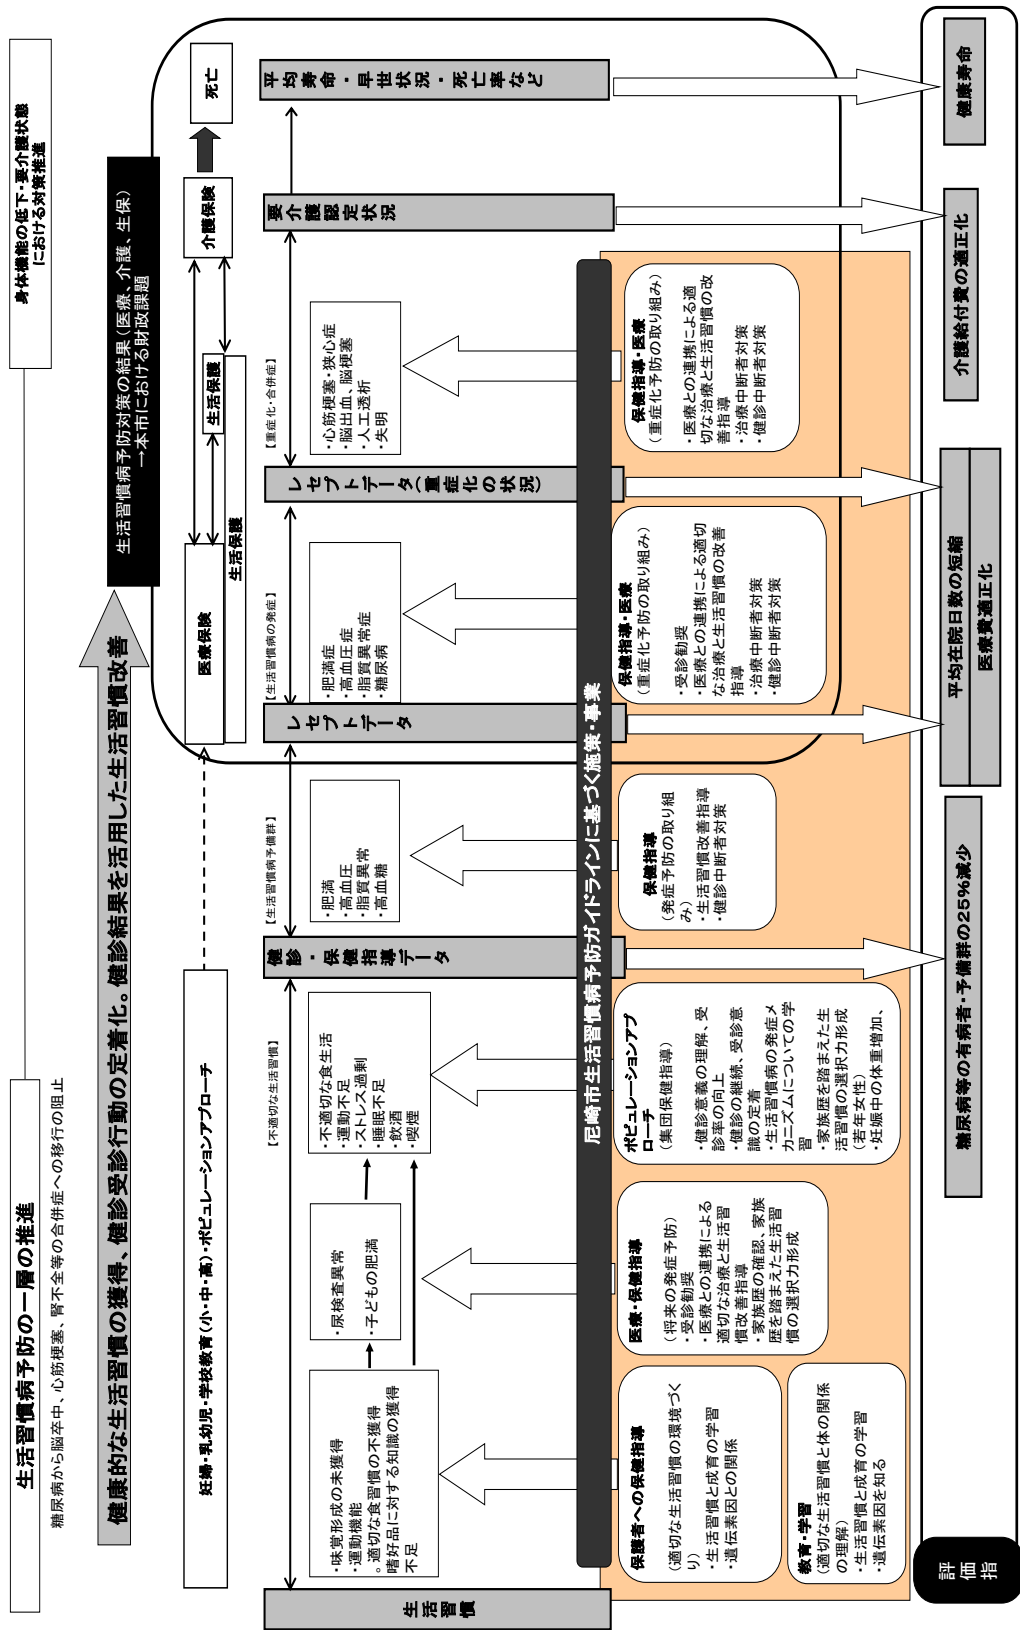 生活習慣病予防の一層の推進
糖尿病から脳卒中、心筋梗塞、腎不全等の合併症への移行の阻止
身体機能の低下・要介護状態
における対策推進
健康的な生活習慣の獲得、健診受診行動の定着化。健診結果を活用した生活習慣改善
生活習慣病予防対策の結果（医療、介護、生保）
→本市における財政課題
妊婦・乳幼児・学校教育（小・中・高）・ポピュレーションアプローチ
医療保険
生活保護
生活保護
介護保険
死亡
生活習慣
【不適切な生活習慣】
健診・保健指導データ
【生活習慣病予備群】
レセプトデータ
【生活習慣病の発症】
レセプトデータ（重症化の状況）
【重症化・合併症】
要介護認定状況
平均寿命・早世状況・死亡率など
・味覚形成の未獲得
・運動機能
。適切な食習慣の不獲得
嗜好品に対する知識の獲得
不足
・尿検査異常
・子どもの肥満
・不適切な食生活
・運動不足
・ストレス過剰
・睡眠不足
・飲酒
・喫煙
・肥満
・高血圧
・脂質異常
・高血糖
・肥満症
・高血圧症
・脂質異常症
・糖尿病
・心筋梗塞・狭心症
・脳出血、脳梗塞
・人工透析
・失明
尼崎市生活習慣病予防ガイドラインに基づく施策・事業
保護者への保健指導
（適切な生活習慣の環境づく
り）
・生活習慣と成育の学習
・遺伝素因との関係
教育・学習
（適切な生活習慣と体の関係
の理解）
・生活習慣と成育の学習
・遺伝素因を知る
医療・保健指導
（将来の発症予防）
・受診勧奨
・医療との連携による
適切な治療と生活習
慣改善指導
・家族歴の確認、家族
歴を踏まえた生活習
慣の選択力形成
ポピュレーションアプ
ローチ
（集団保健指導）
・健診意義の理解、受
診率の向上
・健診の継続、受診意
識の定着
・生活習慣病の発症メ
カニズムについての学
習
・家族歴を踏まえた生
活習慣の選択力形成
（若年女性）
・妊娠中の体重増加、
保健指導
（発症予防の取り組
み）
・生活習慣改善指導
・健診中断者対策
保健指導・医療
（重症化予防の取り組み）
・受診勧奨
・医療との連携による適切
な治療と生活習慣の改善
指導
・治療中断者対策
・健診中断者対策
保健指導・医療
（重症化予防の取り組み）
・医療との連携による適
切な治療と生活習慣の改
善指導
・治療中断者対策
・健診中断者対策
評
価
指
糖尿病等の有病者・予備群の25%減少
平均在院日数の短縮
医療費適正化
介護給付費の適正化
健康寿命